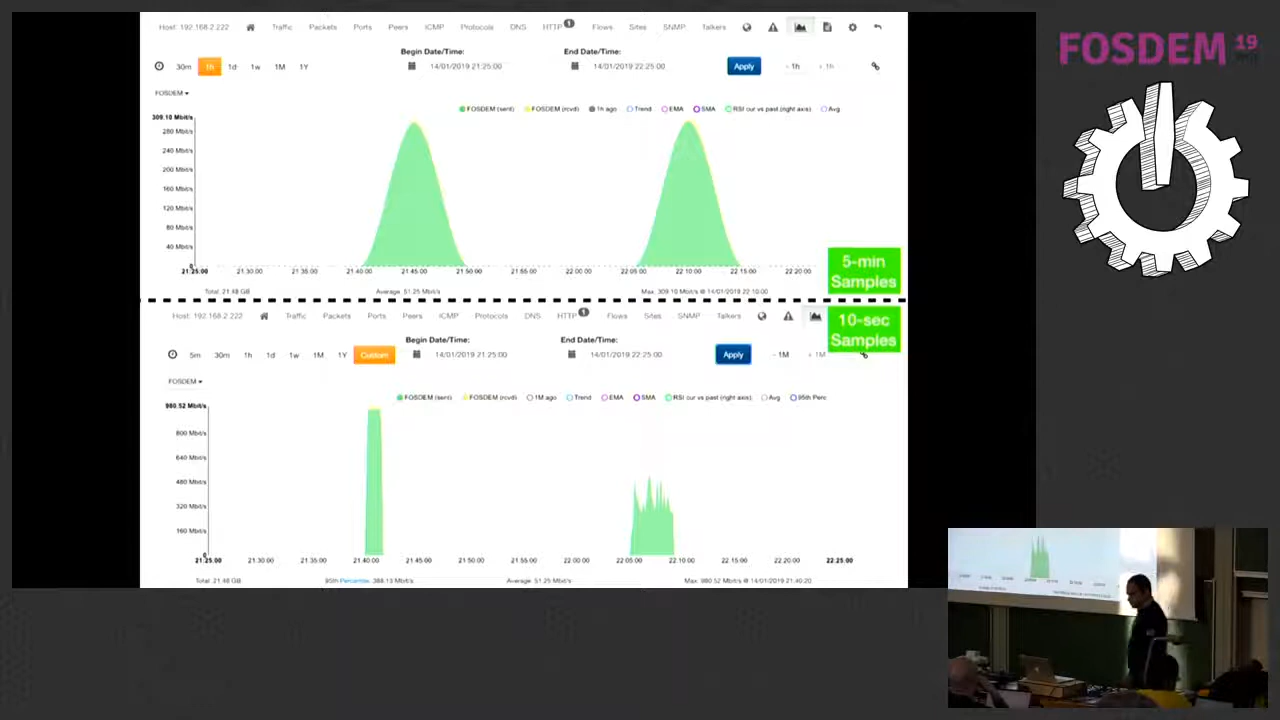 Host: 192.168.2.222 Traffic Packets Ports Peers ICMP Protocols DNS HTTP 1 Flows Sites SNMP Talkers
Begin Date/Time: End Date/Time:
30m 1h 1d 1w 1M 1Y 14/01/2019 21:25:00 14/01/2019 22:25:00 Apply - 1h + 1h
FOSDEM
FOSDEM (sent) FOSDEM (rcvd) 1h ago Trend EMA SMA RSI cur vs past (right axis) Avg
309.10 Mbit/s
280 Mbit/s
240 Mbit/s
200 Mbit/s
160 Mbit/s
120 Mbit/s
80 Mbit/s
40 Mbit/s
0
21:25:00 21:30:00 21:35:00 21:40:00 21:45:00 21:50:00 21:55:00 22:00:00 22:05:00 22:10:00 22:15:00 22:20:00
Total: 21.48 GB Average: 51.25 Mbit/s Max: 309.10 Mbit/s @ 14/01/2019 22:10:00
5-min
Samples
Host: 192.168.2.222 Traffic Packets Ports Peers ICMP Protocols DNS HTTP 1 Flows Sites SNMP Talkers
10-sec
Samples
Begin Date/Time: End Date/Time:
5m 30m 1h 1d 1w 1M 1Y Custom 14/01/2019 21:25:00 14/01/2019 22:25:00 Apply - 1M + 1M
FOSDEM
FOSDEM (sent) FOSDEM (rcvd) 1M ago Trend EMA SMA RSI cur vs past (right axis) Avg 95th Perc
980.52 Mbit/s
800 Mbit/s
640 Mbit/s
480 Mbit/s
320 Mbit/s
160 Mbit/s
0
21:25:00 21:30:00 21:35:00 21:40:00 21:45:00 21:50:00 21:55:00 22:00:00 22:05:00 22:10:00 22:15:00 22:20:00 22:25:00
Total: 21.48 GB 95th Percentile: 388.13 Mbit/s Average: 51.25 Mbit/s Max: 980.52 Mbit/s @ 14/01/2019 21:40:20
FOSDEM 19